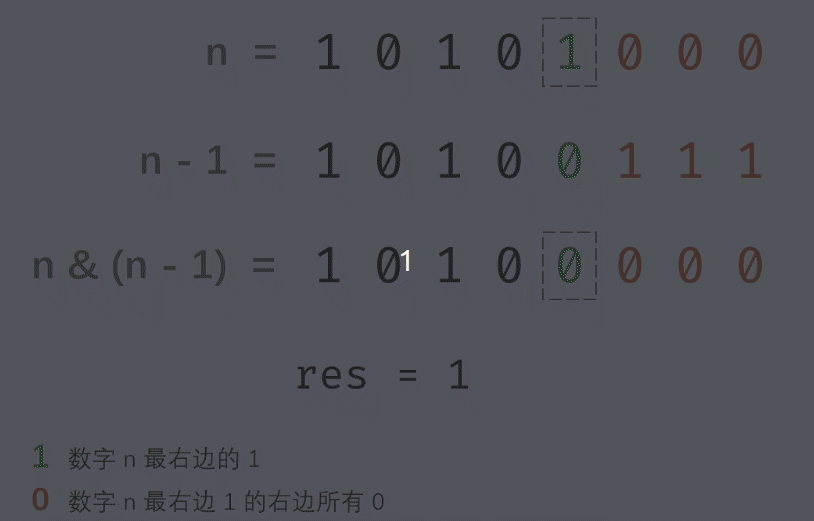 n = 1 0 1 0 1 0 0 0
n - 1 = 1 0 1 0 0 1 1 1
n & (n - 1) = 1 0 1 1 0 0 0 0 0
res = 1
1 数字 n 最右边的 1
0 数字 n 最右边 1 的右边所有 0